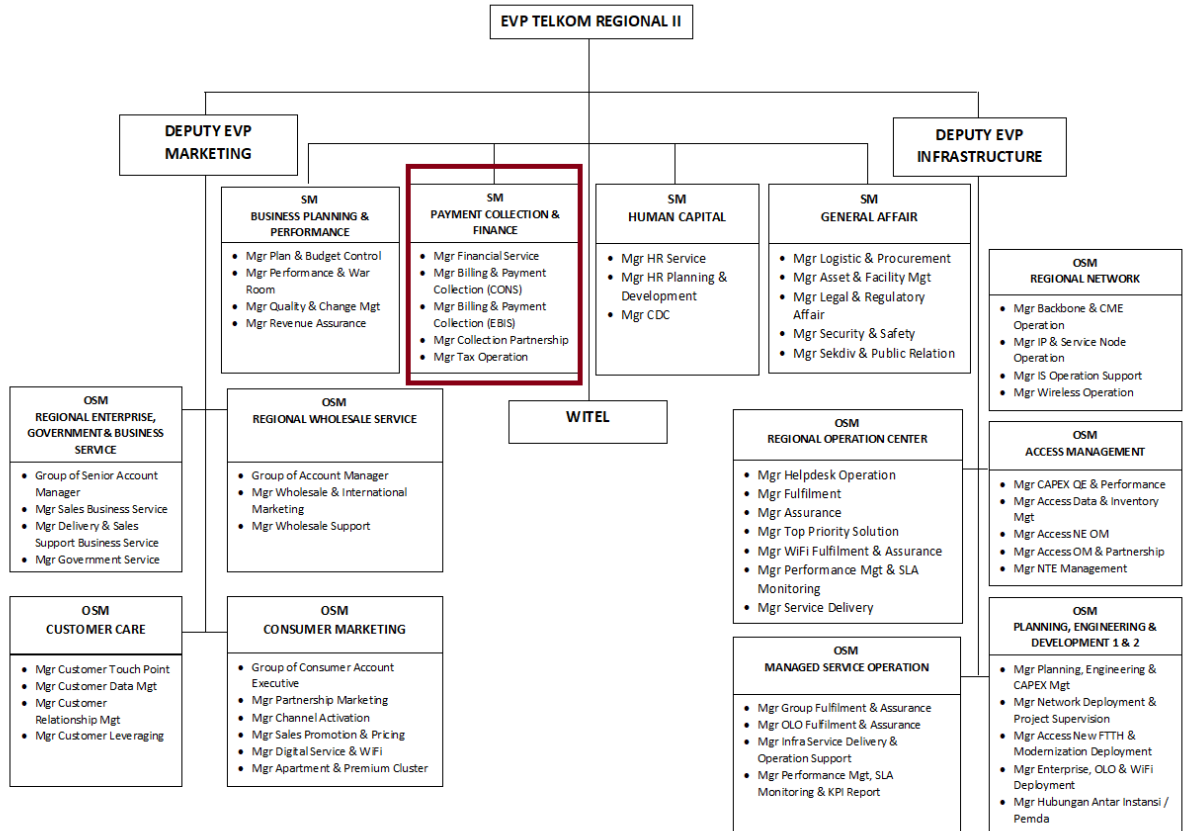 EVP TELKOM REGIONAL II
DEPUTY EVP
MARKETING
DEPUTY EVP
INFRASTRUCTURE
SM
BUSINESS PLANNING &
PERFORMANCE
• Mgr Plan & Budget Control
• Mgr Performance & War
Room
• Mgr Quality & Change Mgt
• Mgr Revenue Assurance
SM
PAYMENT COLLECTION &
FINANCE
• Mgr Financial Service
• Mgr Billing & Payment
Collection (CONS)
• Mgr Billing & Payment
Collection (EBIS)
• Mgr Collection Partnership
• Mgr Tax Operation
SM
HUMAN CAPITAL
• Mgr HR Service
• Mgr HR Planning &
Development
• Mgr CDC
SM
GENERAL AFFAIR
• Mgr Logistic & Procurement
• Mgr Asset & Facility Mgt
• Mgr Legal & Regulatory
Affair
• Mgr Security & Safety
• Mgr Sekdiv & Public Relation
OSM
REGIONAL NETWORK
• Mgr Backbone & CME
Operation
• Mgr IP & Service Node
Operation
• Mgr IS Operation Support
• Mgr Wireless Operation
OSM
REGIONAL ENTERPRISE,
GOVERNMENT & BUSINESS
SERVICE
• Group of Senior Account
Manager
• Mgr Sales Business Service
• Mgr Delivery & Sales
Support Business Service
• Mgr Government Service
OSM
REGIONAL WHOLESALE SERVICE
• Group of Account Manager
• Mgr Wholesale & International
Marketing
• Mgr Wholesale Support
WITEL
OSM
REGIONAL OPERATION CENTER
• Mgr Helpdesk Operation
• Mgr Fulfilment
• Mgr Assurance
• Mgr Top Priority Solution
• Mgr WiFi Fulfilment & Assurance
• Mgr Performance Mgt & SLA
Monitoring
• Mgr Service Delivery
OSM
ACCESS MANAGEMENT
• Mgr CAPEX QE & Performance
• Mgr Access Data & Inventory
Mgt
• Mgr Access NE OM
• Mgr Access OM & Partnership
• Mgr NTE Management
OSM
CUSTOMER CARE
• Mgr Customer Touch Point
• Mgr Customer Data Mgt
• Mgr Customer
Relationship Mgt
• Mgr Customer Leveraging
OSM
CONSUMER MARKETING
• Group of Consumer Account
Executive
• Mgr Partnership Marketing
• Mgr Channel Activation
• Mgr Sales Promotion & Pricing
• Mgr Digital Service & WiFi
• Mgr Apartment & Premium Cluster
OSM
MANAGED SERVICE OPERATION
• Mgr Group Fulfilment & Assurance
• Mgr OLO Fulfilment & Assurance
• Mgr Infra Service Delivery &
Operation Support
• Mgr Performance Mgt, SLA
Monitoring & KPI Report
OSM
PLANNING, ENGINEERING &
DEVELOPMENT 1 & 2
• Mgr Planning, Engineering &
CAPEX Mgt
• Mgr Network Deployment &
Project Supervision
• Mgr Access New FTTH &
Modernization Deployment
• Mgr Enterprise, OLO & WiFi
Deployment
• Mgr Hubungan Antar Instansi /
Pemda